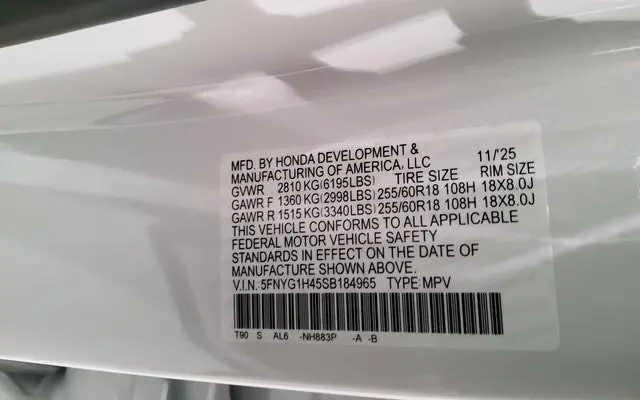 MFD. BY HONDA DEVELOPMENT &
MANUFACTURING OF AMERICA, LLC 11/'25
GVWR 2810 KG(6195LBS) TIRE SIZE RIM SIZE
GAWR F 1360 KG(2998LBS) 255/60R18 108H 18X8.0J
GAWR R 1515 KG(3340LBS) 255/60R18 108H 18X8.0J
THIS VEHICLE CONFORMS TO ALL APPLICABLE
FEDERAL MOTOR VEHICLE SAFETY
STANDARDS IN EFFECT ON THE DATE OF
MANUFACTURE SHOWN ABOVE.
V.I.N.:5FNYG1H45SB184965 TYPE:MPV
T90 S AL6 -NH883P -A -B